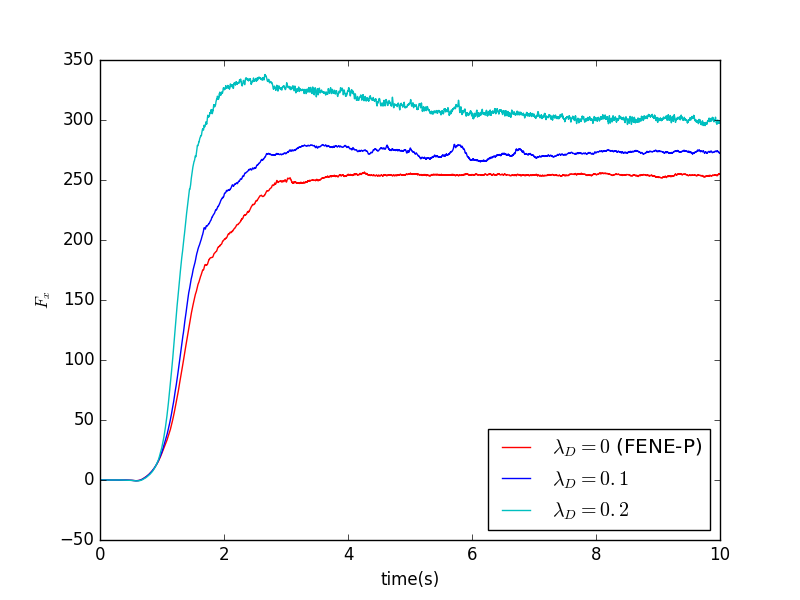 350
300
250
200
150
100
50
0
−50
0 2 4 6 8 10
F_x
time(s)
λ_D = 0 (FENE-P)
λ_D = 0.1
λ_D = 0.2